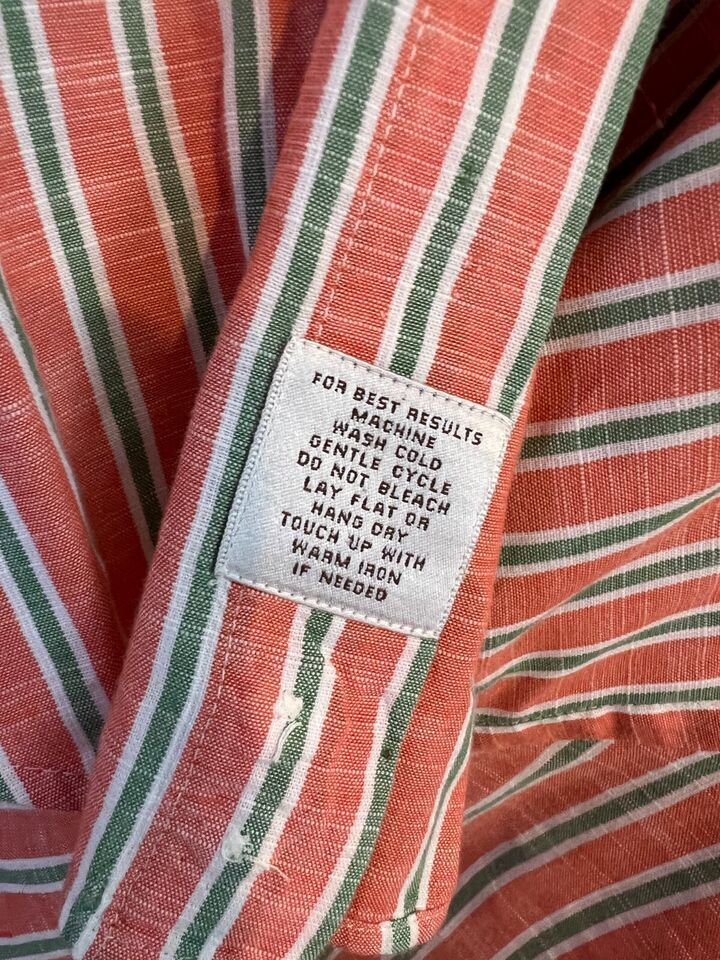 FOR BEST RESULTS
MACHINE
WASH COLD
GENTLE CYCLE
DO NOT BLEACH
LAY FLAT OR
HANG DRY
TOUCH UP WITH
WARM IRON
IF NEEDED